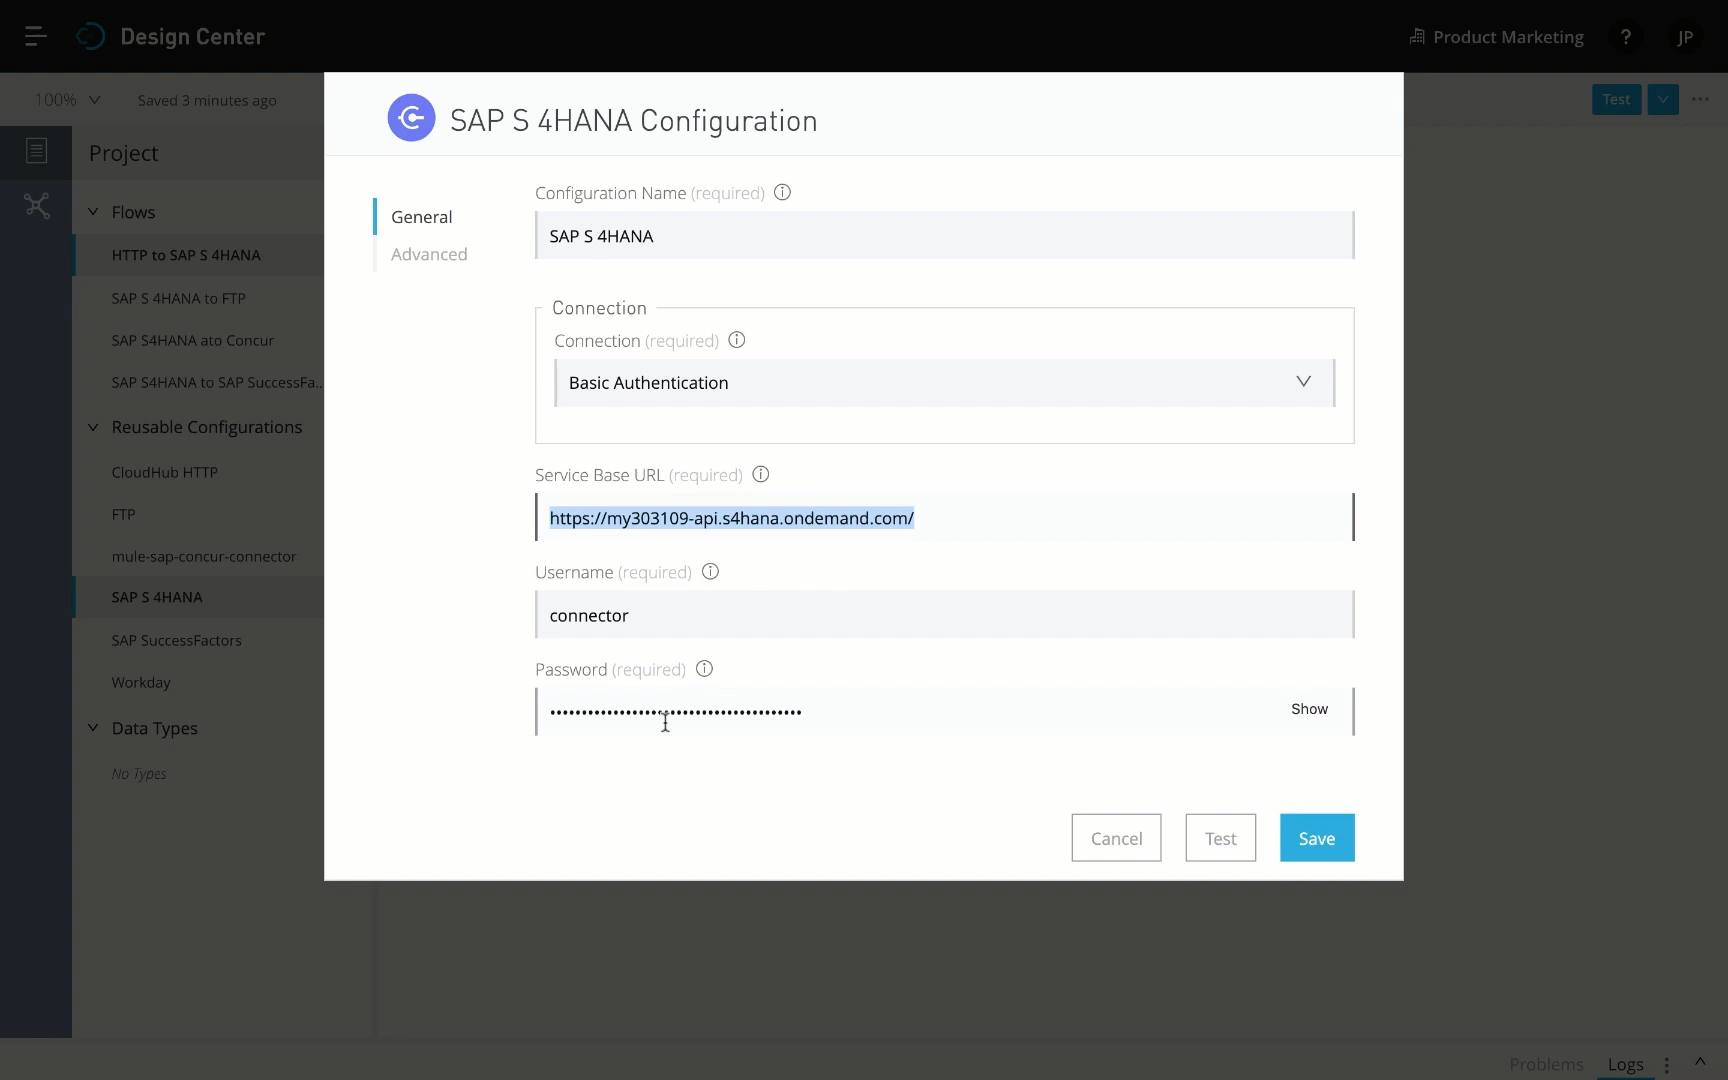 Design Center
Product Marketing
?
JP
100%
Saved 3 minutes ago
Test
Project
Flows
HTTP to SAP S 4HANA
SAP S 4HANA to FTP
SAP S4HANA ato Concur
SAP S4HANA to SAP SuccessFa..
Reusable Configurations
CloudHub HTTP
FTP
mule-sap-concur-connector
SAP S 4HANA
SAP SuccessFactors
Workday
Data Types
No Types
SAP S 4HANA Configuration
General
Advanced
Configuration Name (required)
SAP S 4HANA
Connection
Connection (required)
Basic Authentication
Service Base URL (required)
https://my303109-api.s4hana.ondemand.com/
Username (required)
connector
Password (required)
••••••••••••••••••••••••••••••••••••••••
Show
Cancel
Test
Save
Problems
Logs